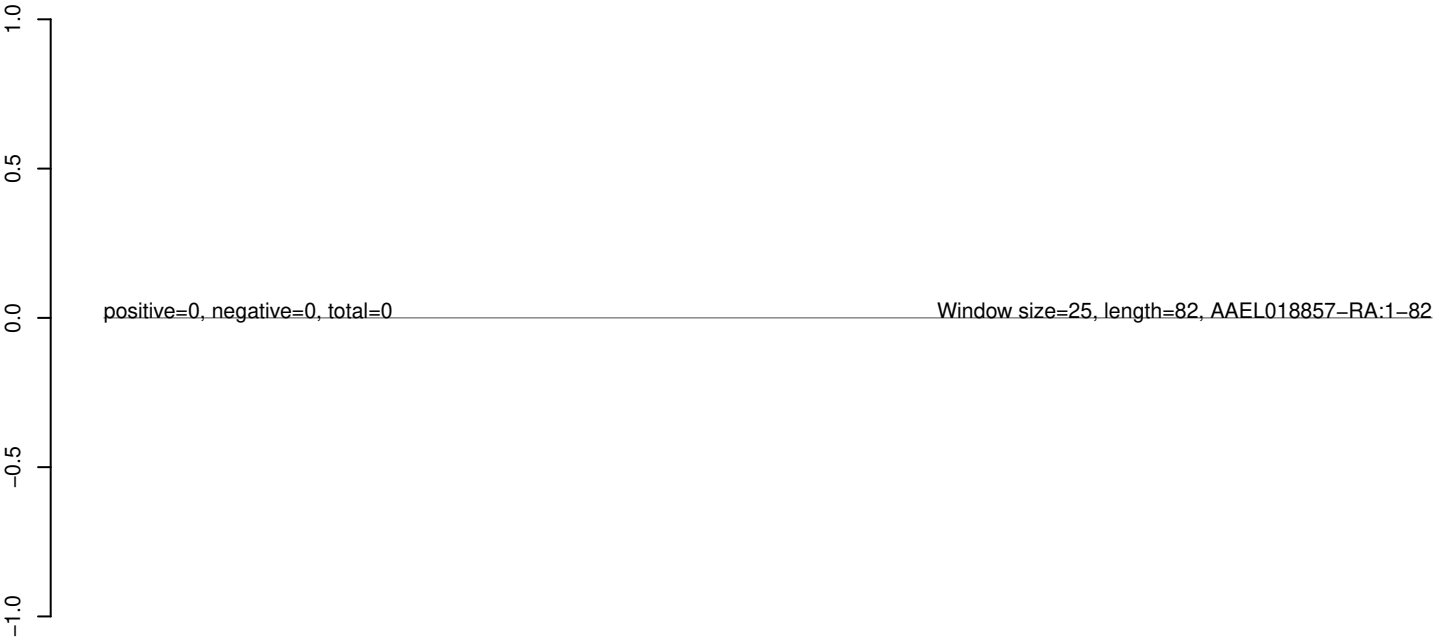 1.0
0.5
0.0
−0.5
−1.0
positive=0, negative=0, total=0
Window size=25, length=82, AAEL018857−RA:1−82